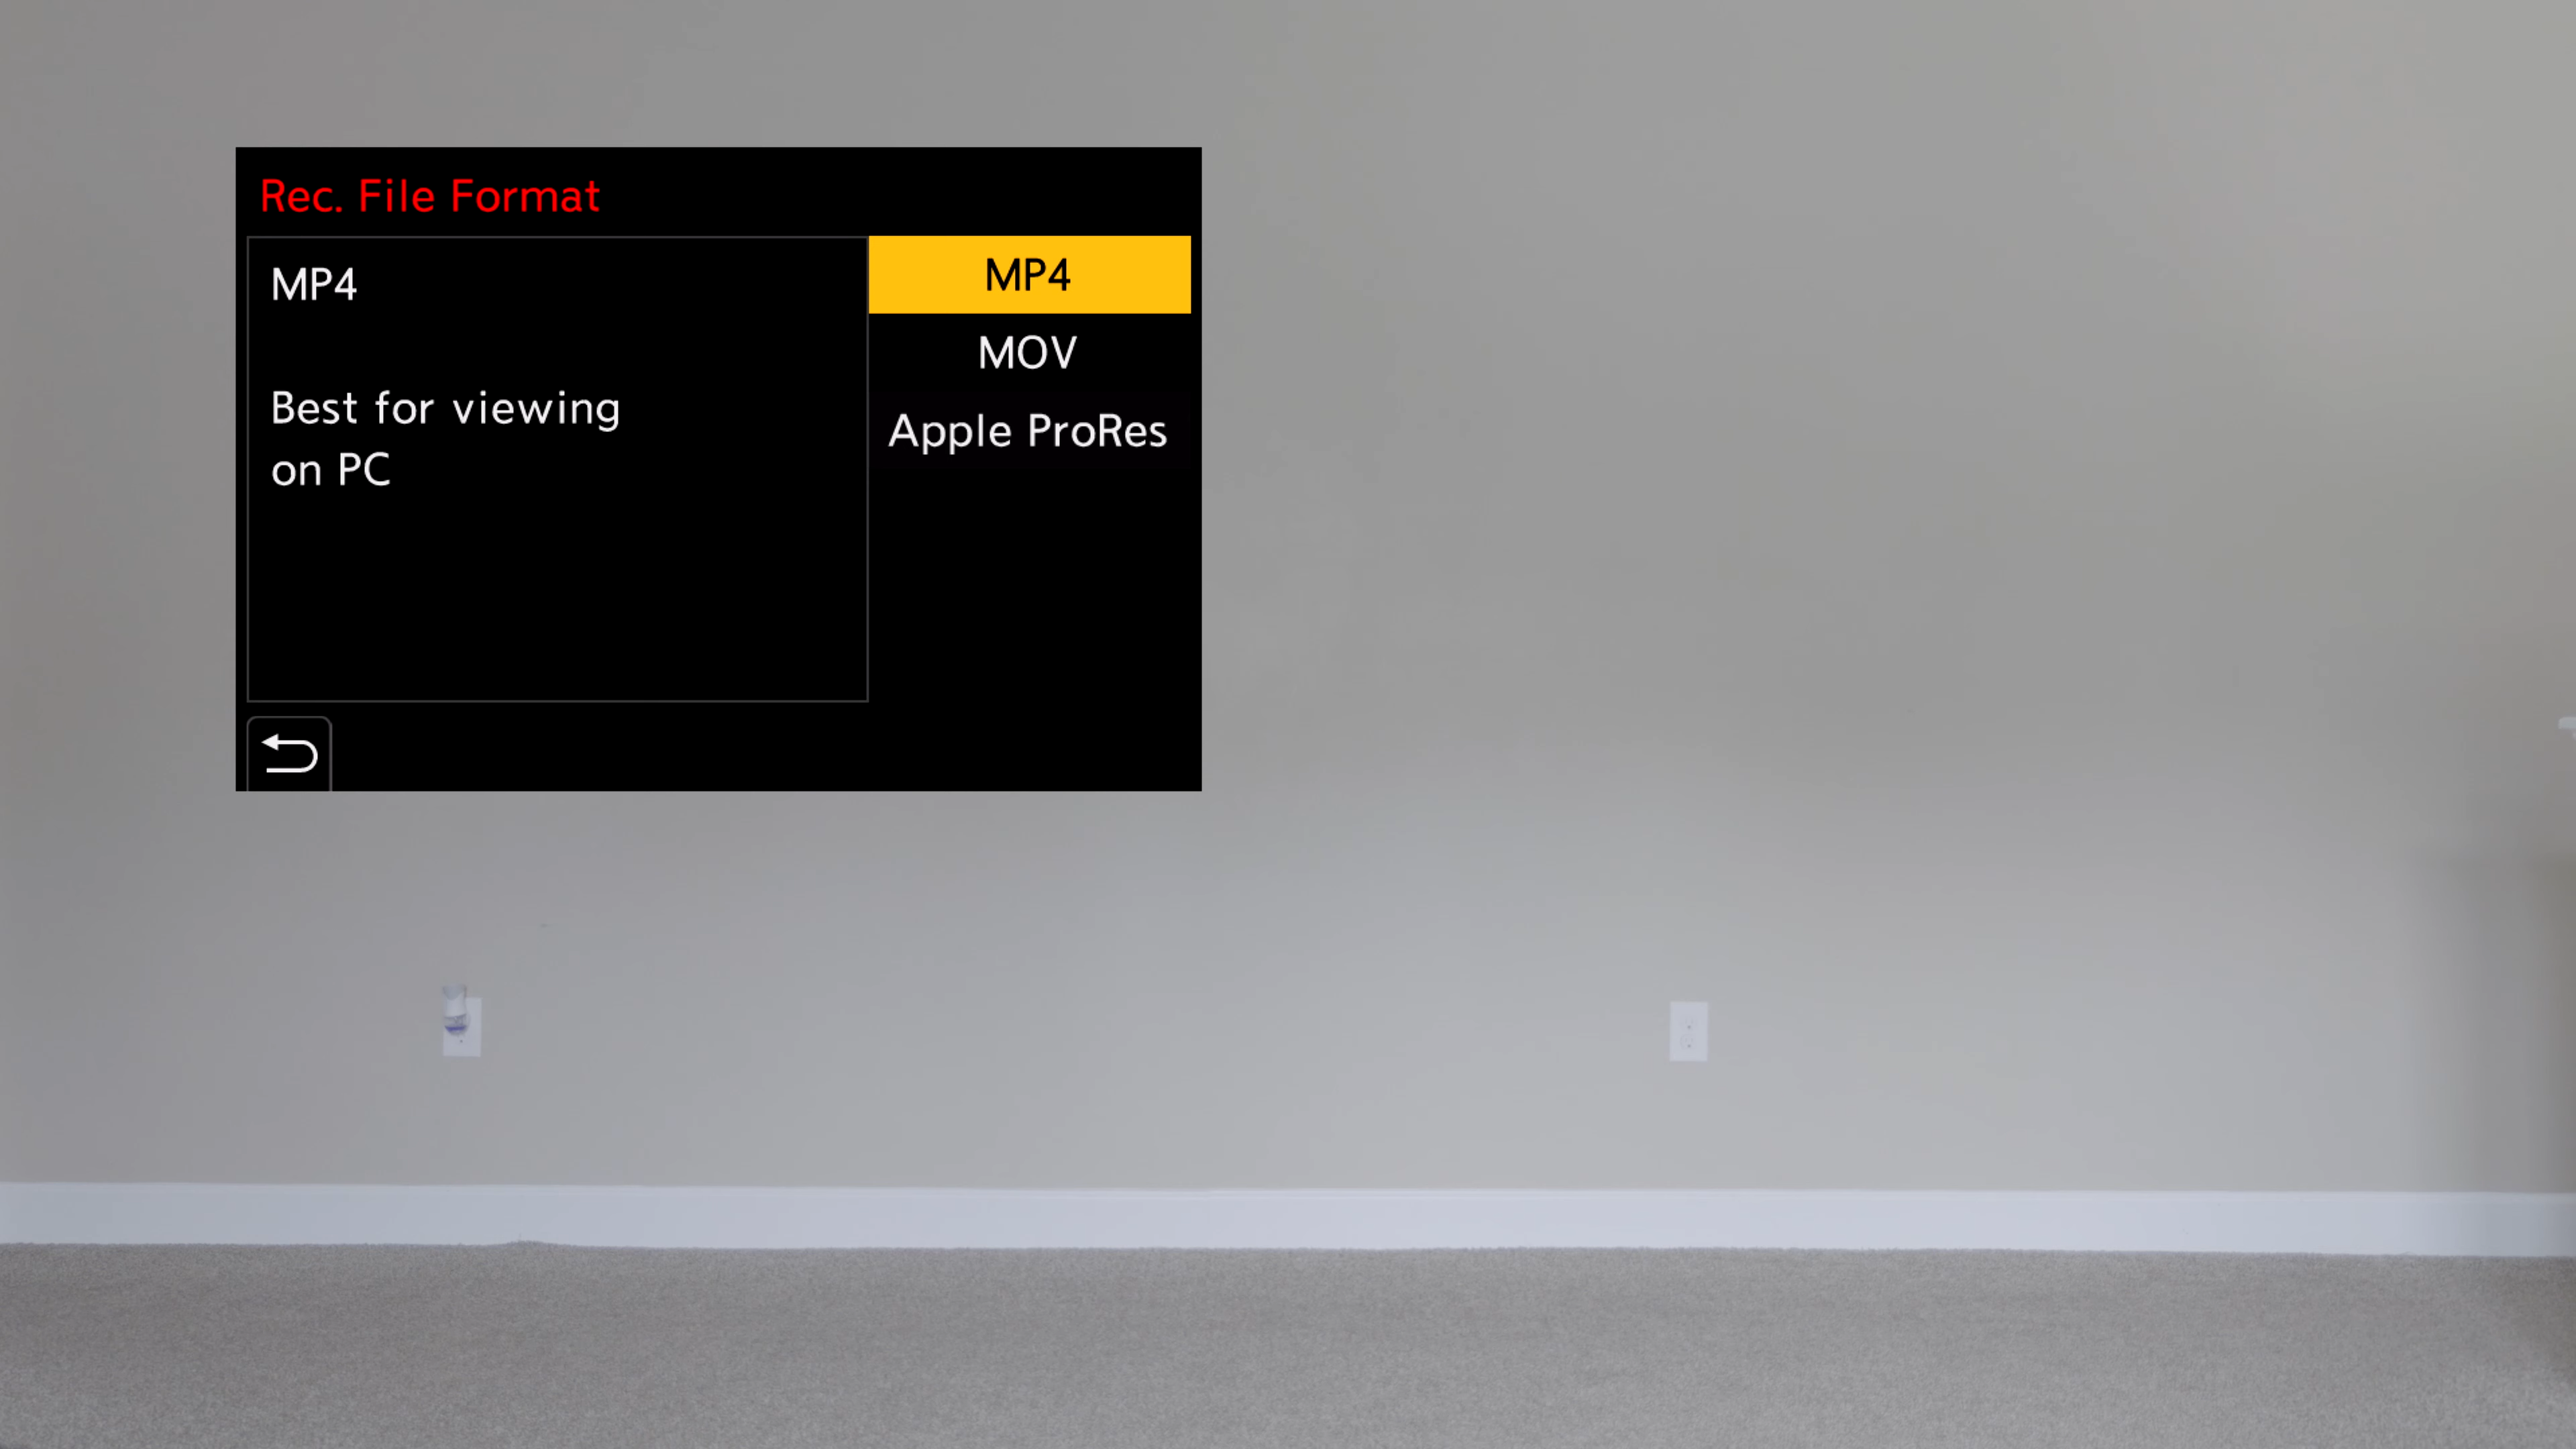 Rec. File Format
MP4
Best for viewing
on PC
MP4
MOV
Apple ProRes